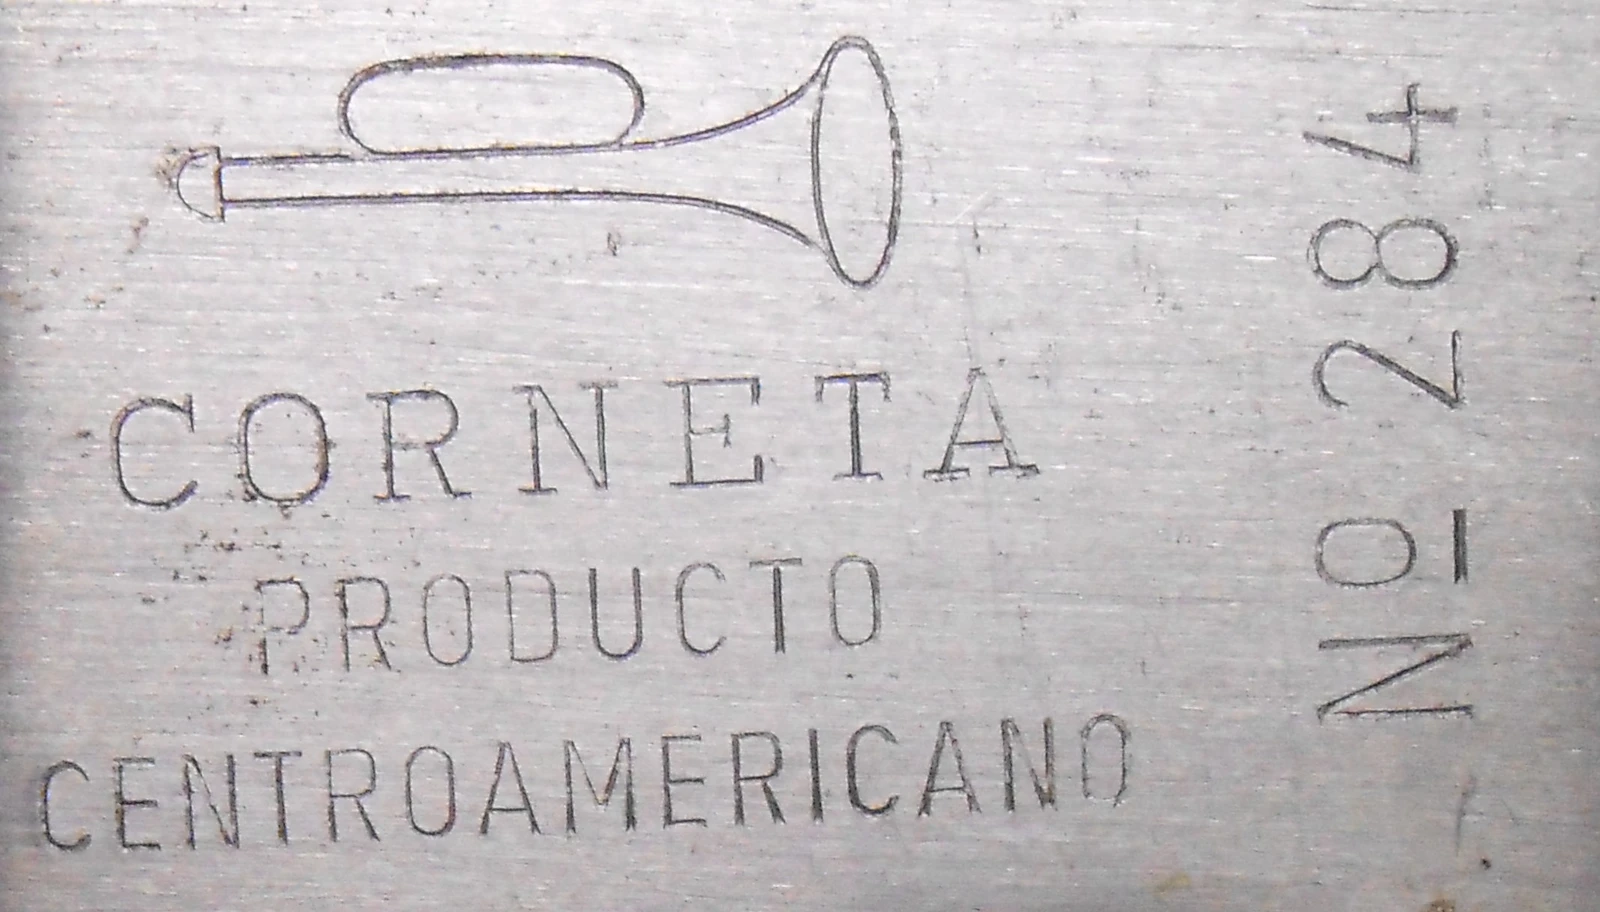 CORNETA
PRODUCTO
CENTROAMERICANO
Nº 284